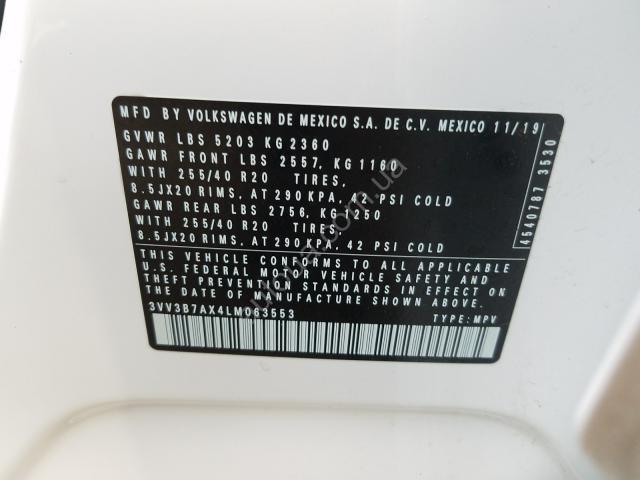 MFD BY VOLKSWAGEN DE MEXICO S.A. DE C.V. MEXICO 11/19
GVWR LBS 5203 KG 2360
GAWR FRONT LBS 2557, KG 1160
WITH 255/40 R20 TIRES,
8.5JX20 RIMS, AT 290 KPA, 42 PSI COLD
GAWR REAR LBS 2756, KG 1250
WITH 255/40 R20 TIRES,
8.5JX20 RIMS, AT 290 KPA, 42 PSI COLD
THIS VEHICLE CONFORMS TO ALL APPLICABLE
U.S. FEDERAL MOTOR VEHICLE SAFETY AND
THEFT PREVENTION STANDARDS IN EFFECT ON
THE DATE OF MANUFACTURE SHOWN ABOVE.
3VV3B7AX4LM063553 TYPE: MPV
4540787 3530